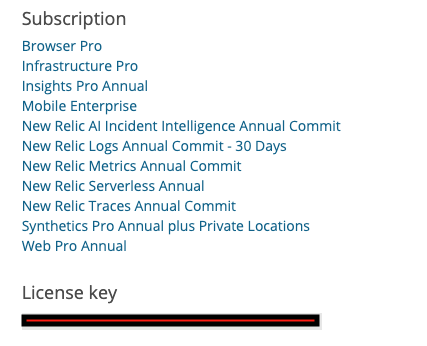 Subscription
Browser Pro
Infrastructure Pro
Insights Pro Annual
Mobile Enterprise
New Relic AI Incident Intelligence Annual Commit
New Relic Logs Annual Commit - 30 Days
New Relic Metrics Annual Commit
New Relic Serverless Annual
New Relic Traces Annual Commit
Synthetics Pro Annual plus Private Locations
Web Pro Annual
License key